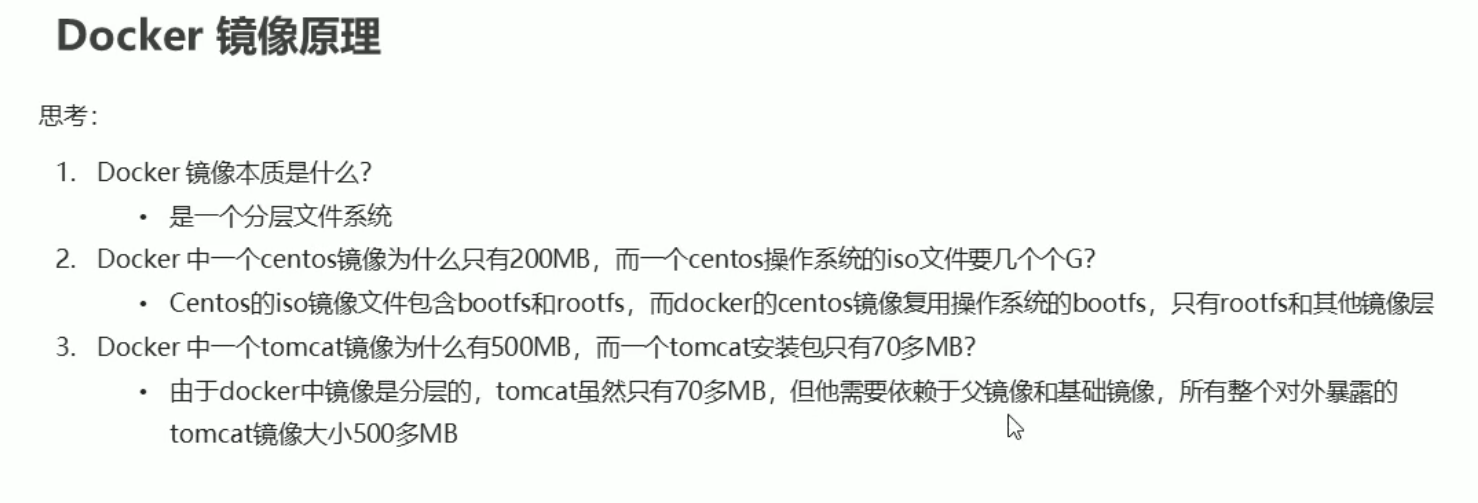 Docker 镜像原理
思考：
1. Docker 镜像本质是什么？
• 是一个分层文件系统
2. Docker 中一个centos镜像为什么只有200MB，而一个centos操作系统的iso文件要几个个G？
• Centos的iso镜像文件包含bootfs和rootfs，而docker的centos镜像复用操作系统的bootfs，只有rootfs和其他镜像层
3. Docker 中一个tomcat镜像为什么有500MB，而一个tomcat安装包只有70多MB？
• 由于docker中镜像是分层的，tomcat虽然只有70多MB，但他需要依赖于父镜像和基础镜像，所有整个对外暴露的
tomcat镜像大小500多MB